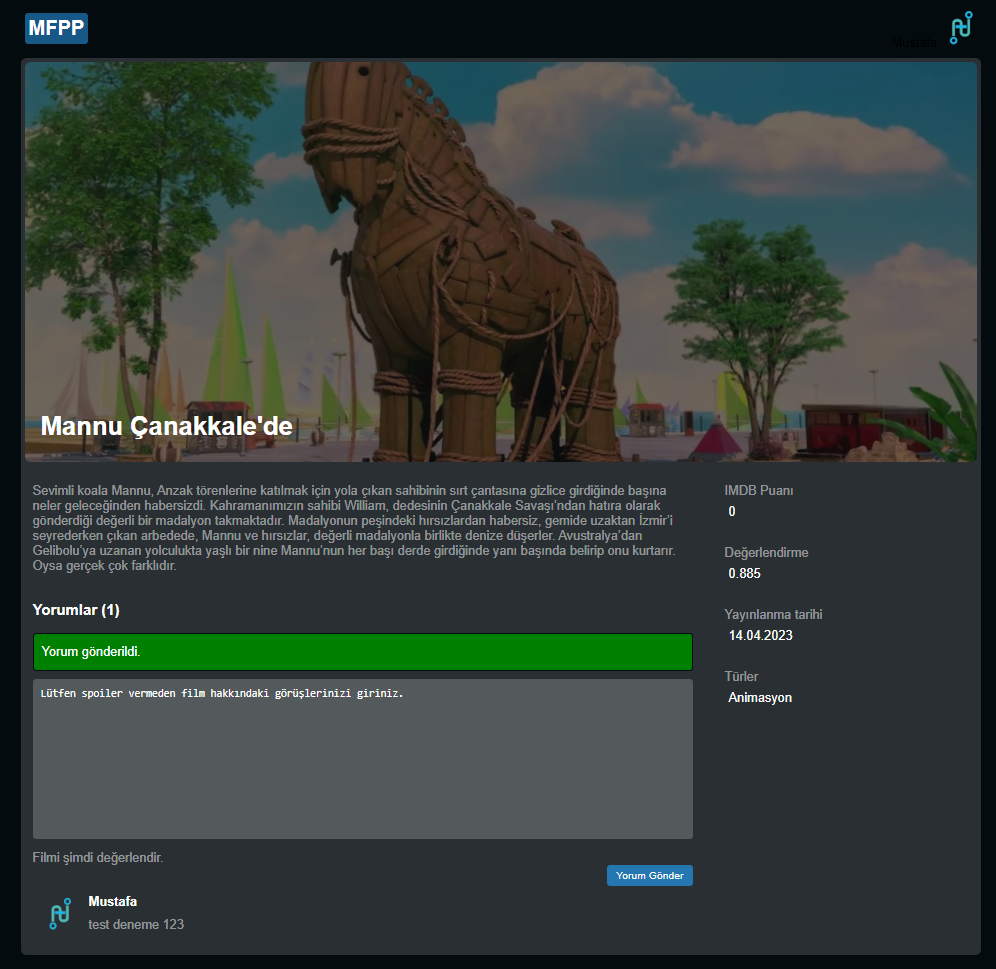 MFPP
Mustafa
Mannu Çanakkale'de
Sevimli koala Mannu, Anzak törenlerine katılmak için yola çıkan sahibinin sırt çantasına gizlice girdiğinde başına
neler geleceğinden habersizdi. Kahramanımızın sahibi William, dedesinin Çanakkale Savaşı'ndan hatıra olarak
gönderdiği değerli bir madalyon takmaktadır. Madalyonun peşindeki hırsızlardan habersiz, gemide uzaktan İzmir'i
seyrederken çıkan arbedede, Mannu ve hırsızlar, değerli madalyonla birlikte denize düşerler. Avustralya'dan
Gelibolu'ya uzanan yolculukta yaşlı bir nine Mannu'nun her başı derde girdiğinde yanı başında belirip onu kurtarır.
Oysa gerçek çok farklıdır.
Yorumlar (1)
Yorum gönderildi.
Lütfen spoiler vermeden film hakkındaki görüşlerinizi giriniz.
Filmi şimdi değerlendir.
Yorum Gönder
Mustafa
test deneme 123
IMDB Puanı
0
Değerlendirme
0.885
Yayınlanma tarihi
14.04.2023
Türler
Animasyon